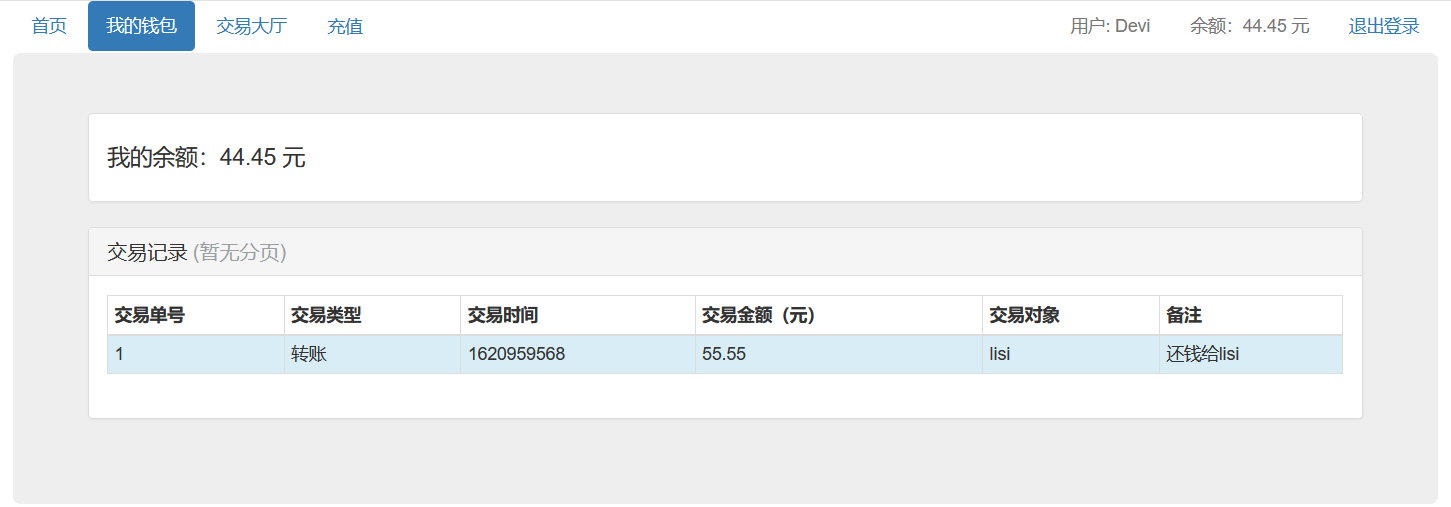 首页 我的钱包 交易大厅 充值 用户: Devi 余额：44.45 元 退出登录
我的余额：44.45 元
交易记录 (暂无分页)
交易单号 交易类型 交易时间 交易金额（元） 交易对象 备注
1 转账 1620959568 55.55 lisi 还钱给lisi